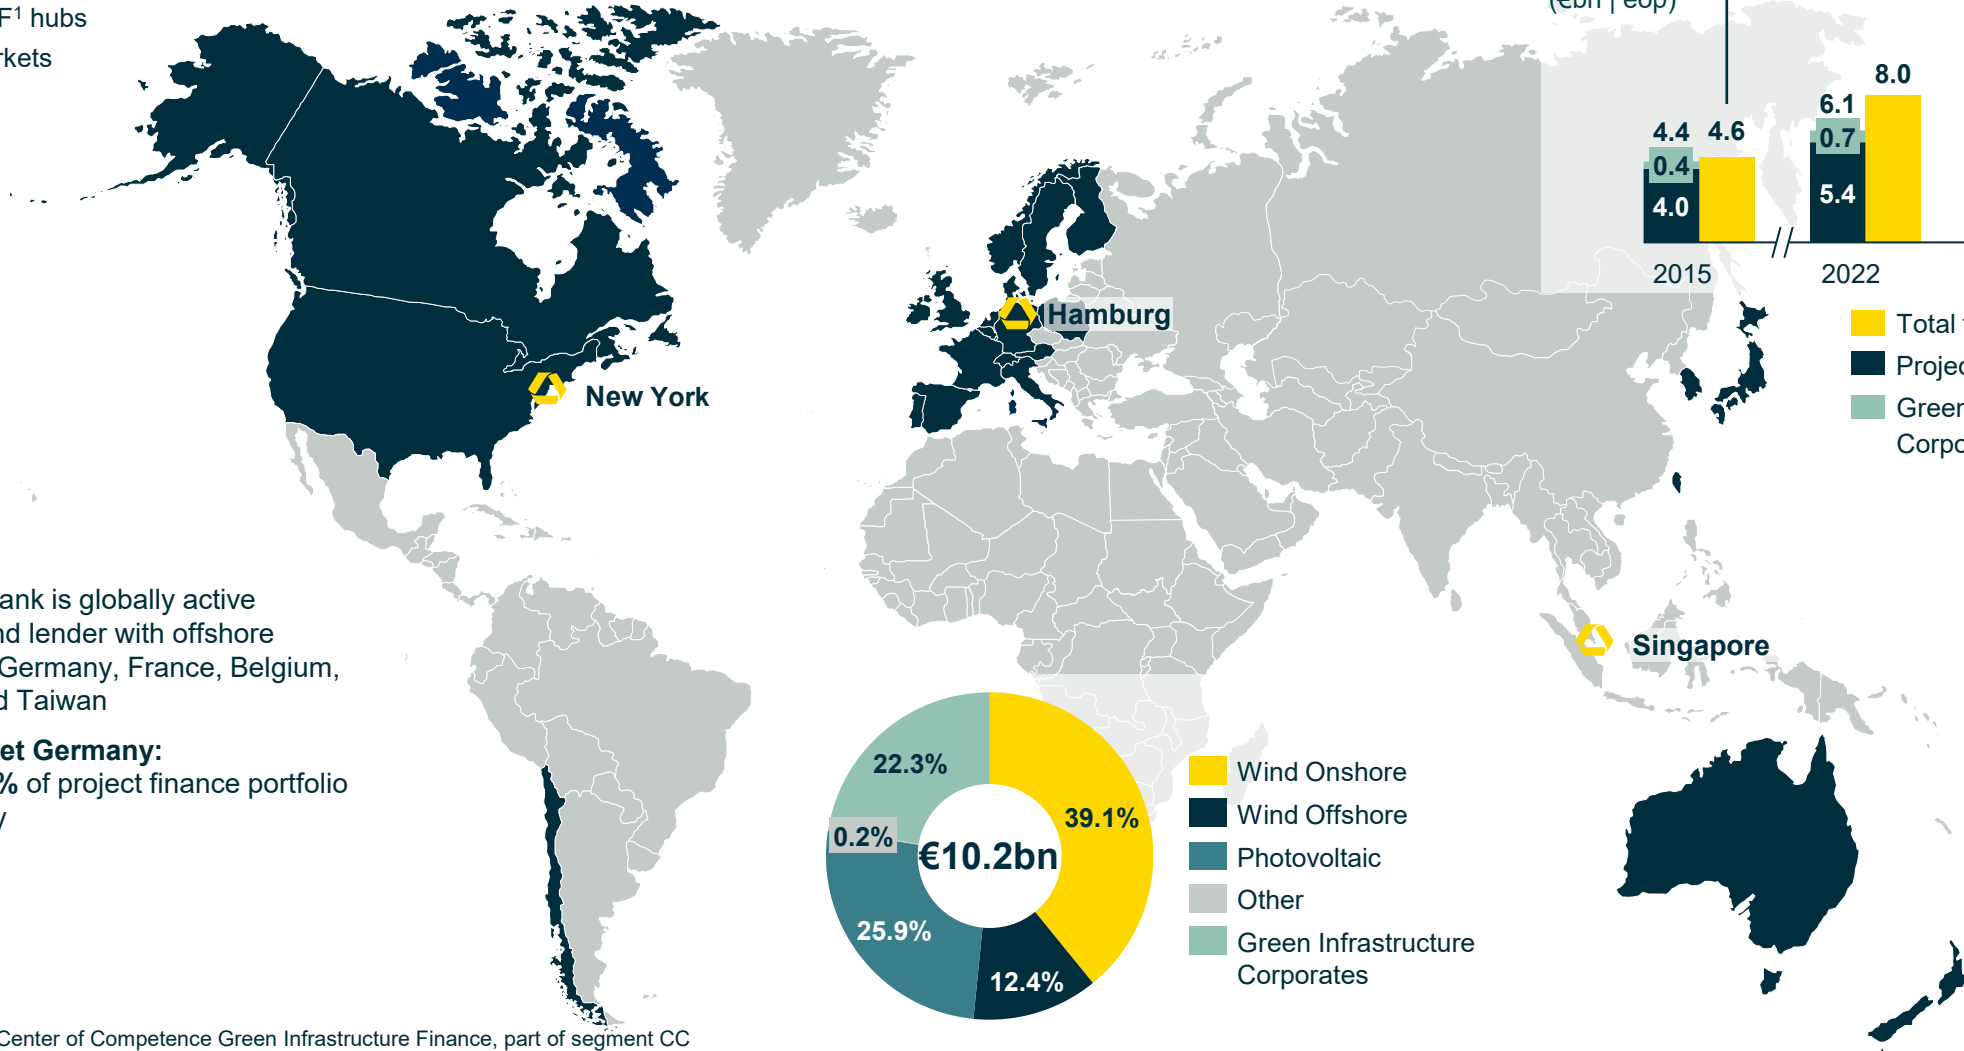 F¹ hubs
rkets
(€bn | eop)
4.4
4.6
0.4
4.0
6.1
8.0
0.7
5.4
2015
2022
Total
Projec
Green
Corpo
Hamburg
New York
Singapore
ank is globally active
nd lender with offshore
Germany, France, Belgium,
d Taiwan
et Germany:
% of project finance portfolio
y
22.3%
39.1%
0.2%
€10.2bn
25.9%
12.4%
Wind Onshore
Wind Offshore
Photovoltaic
Other
Green Infrastructure
Corporates
Center of Competence Green Infrastructure Finance, part of segment CC